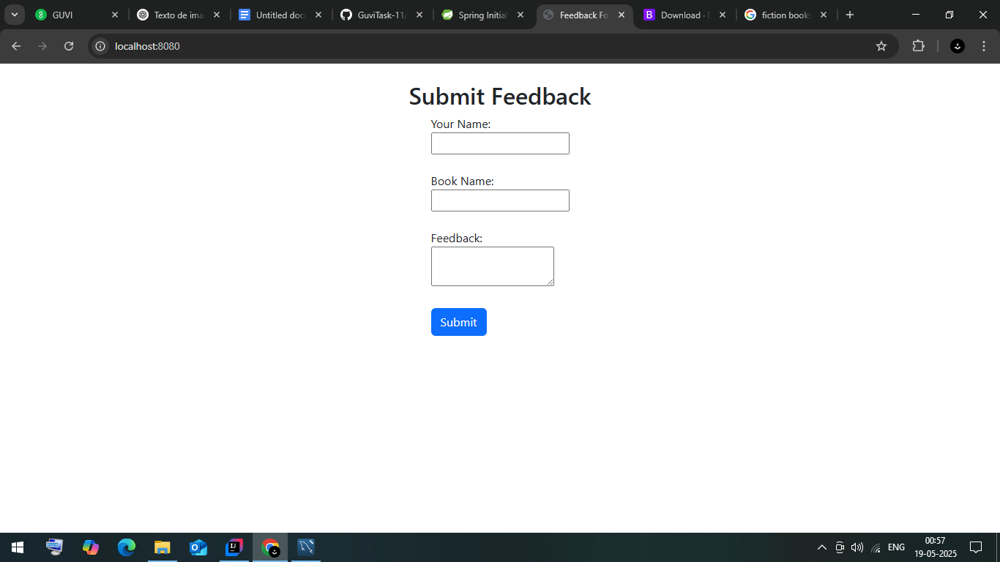 GUVI
Texto de ima
Untitled doc
GuviTask-11/
Spring Initial
Feedback Fo
Download ·
fiction books
localhost:8080
Submit Feedback
Your Name:
Book Name:
Feedback:
Submit
ENG
00:57
19-05-2025